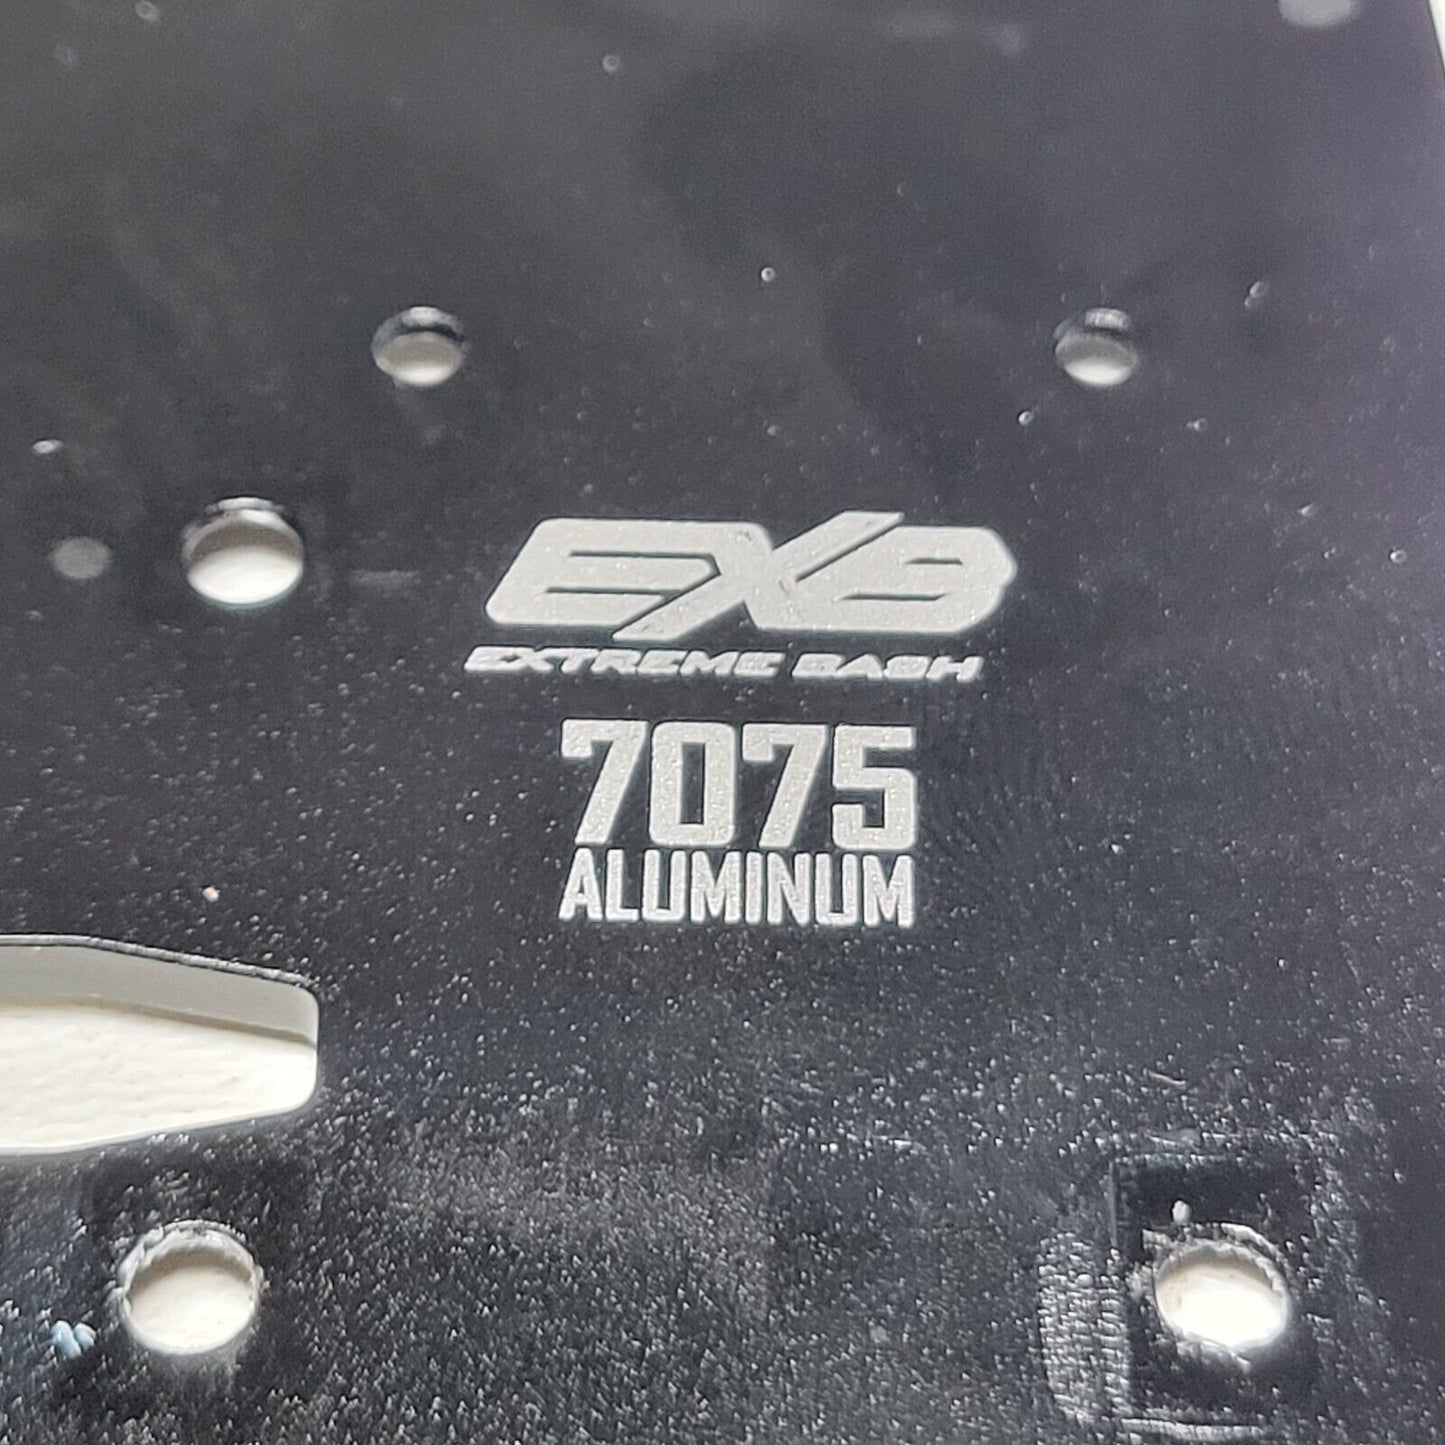 EXB
EXTREME BASH
7075
ALUMINUM